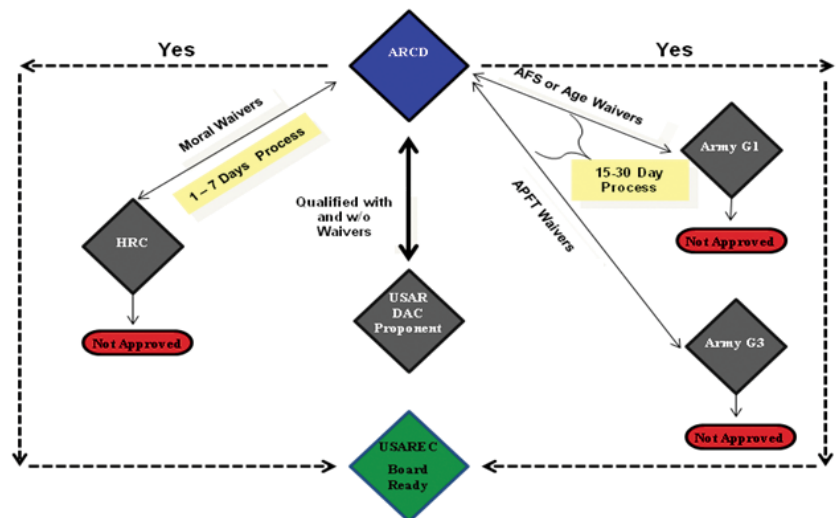 Yes
ARCD
Yes
Moral Waivers
1 – 7 Days Process
AFS or Age Waivers
Army G1
15-30 Day
Process
APFT Waivers
Qualified with
and w/o
Waivers
HRC
Not Approved
Not Approved
USAR
DAC
Proponent
Army G3
Not Approved
USAREC
Board
Ready